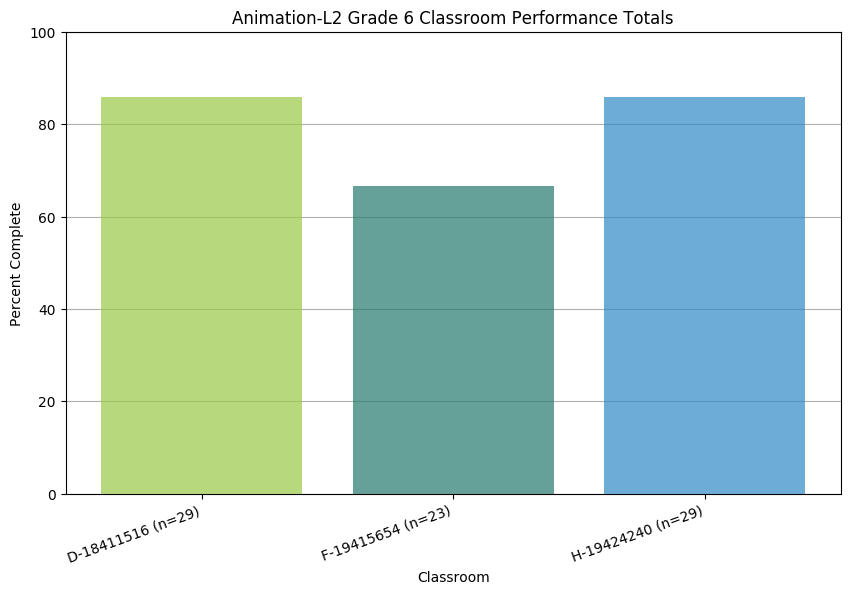 Animation-L2 Grade 6 Classroom Performance Totals
100
80
60
40
20
0
Percent Complete
D-18411516 (n=29)
F-19415654 (n=23)
H-19424240 (n=29)
Classroom